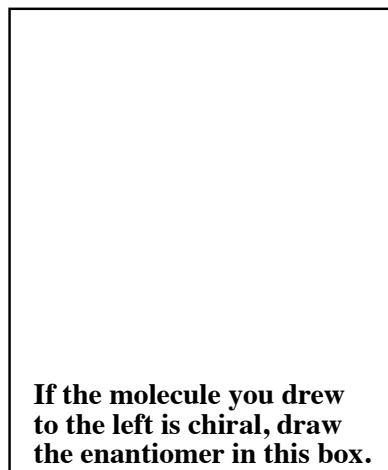 If the molecule you drew
to the left is chiral, draw
the enantiomer in this box.